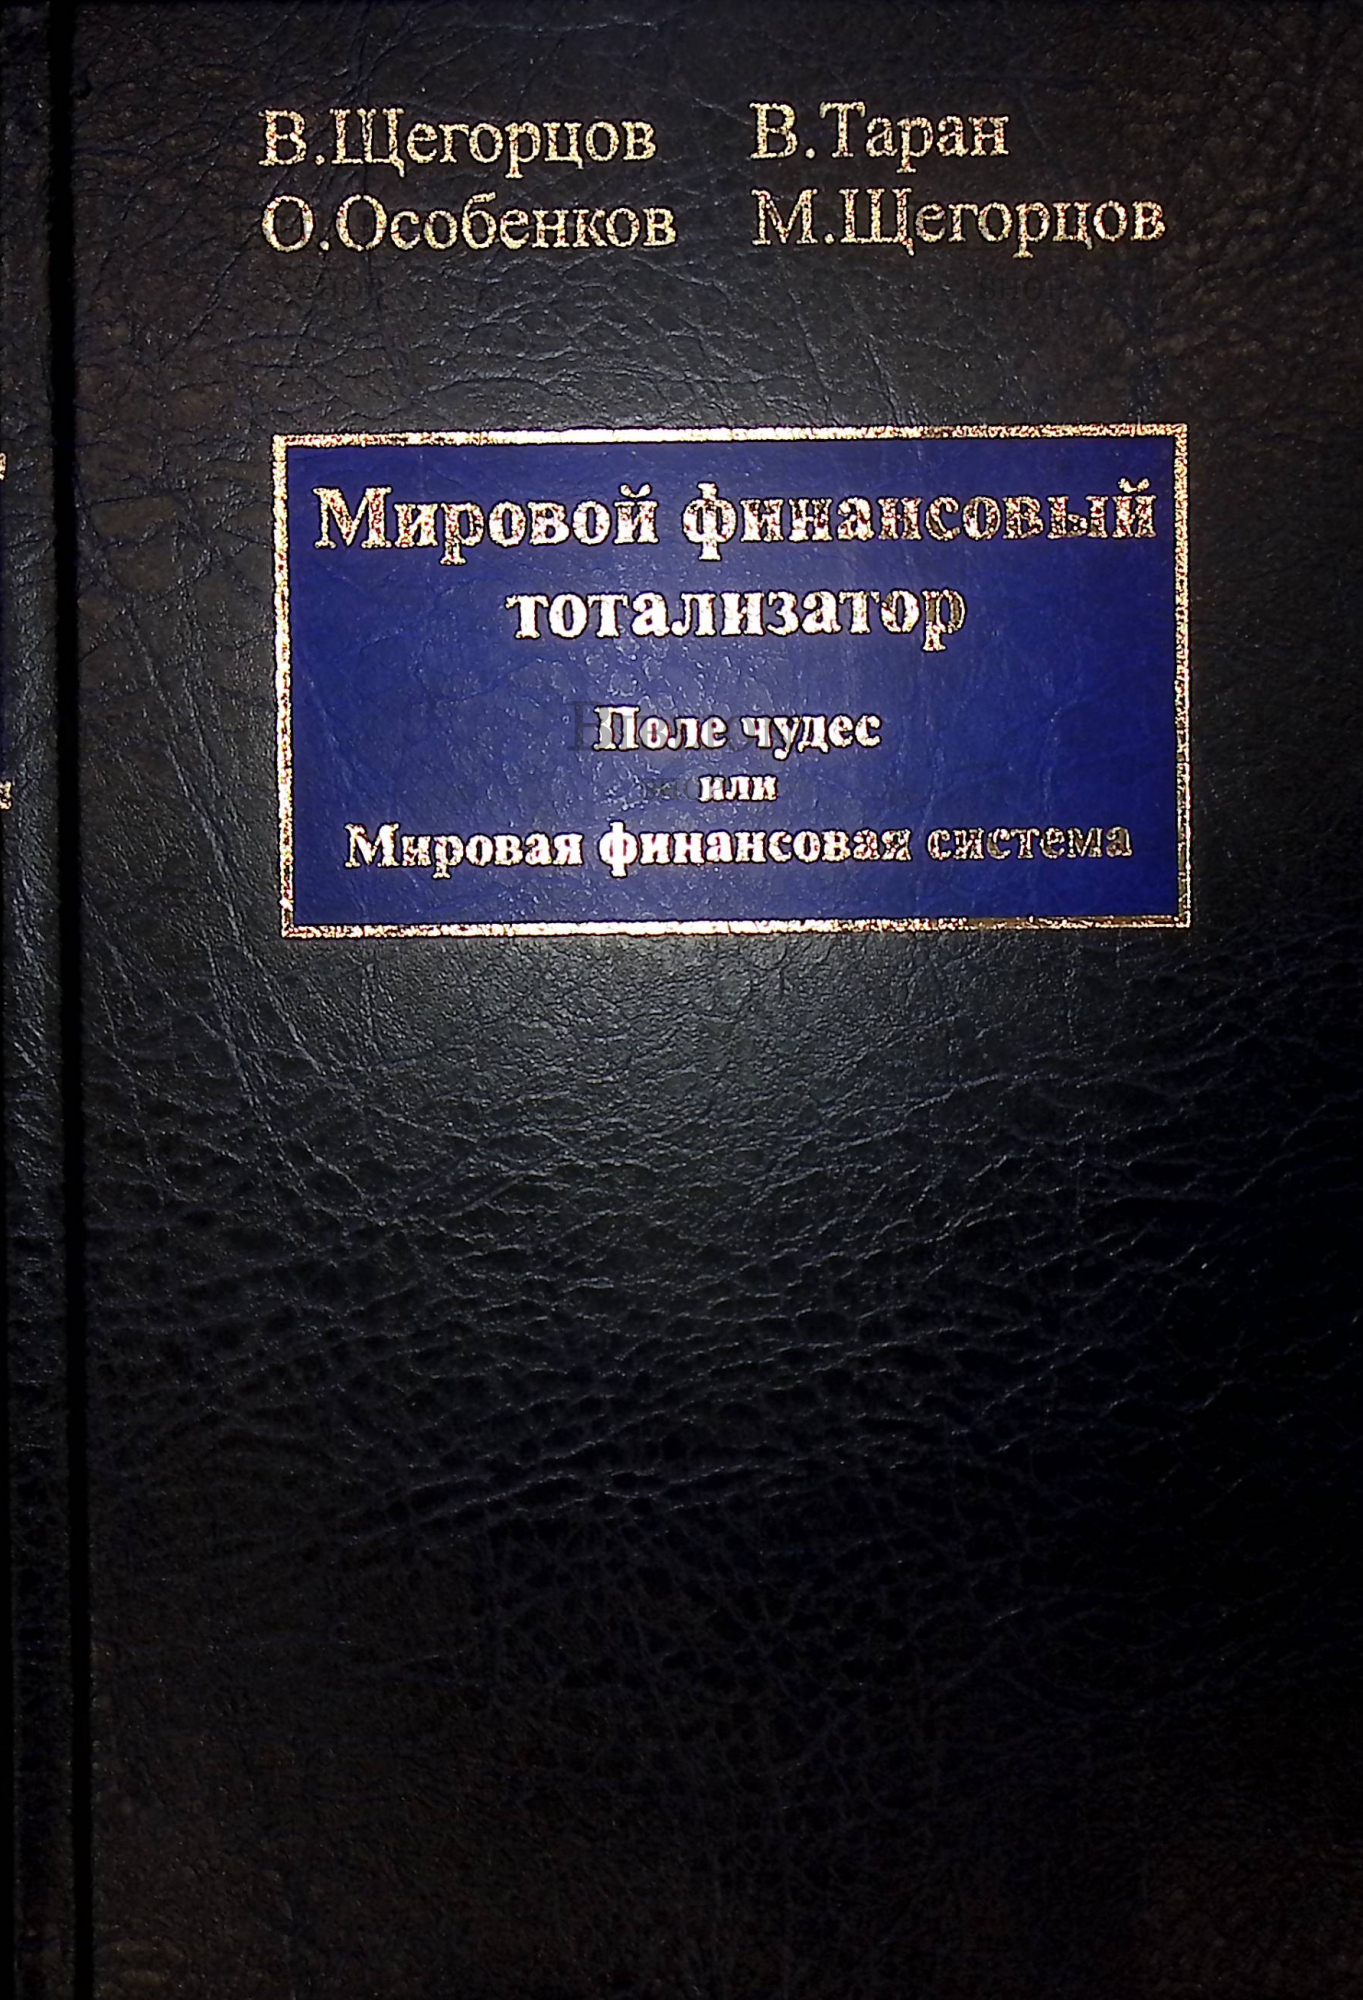 В.Щегорцов В.Таран
О.Особенков М.Щегорцов
Мировой финансовый
тотализатор
Поле чудес
или
Мировая финансовая система